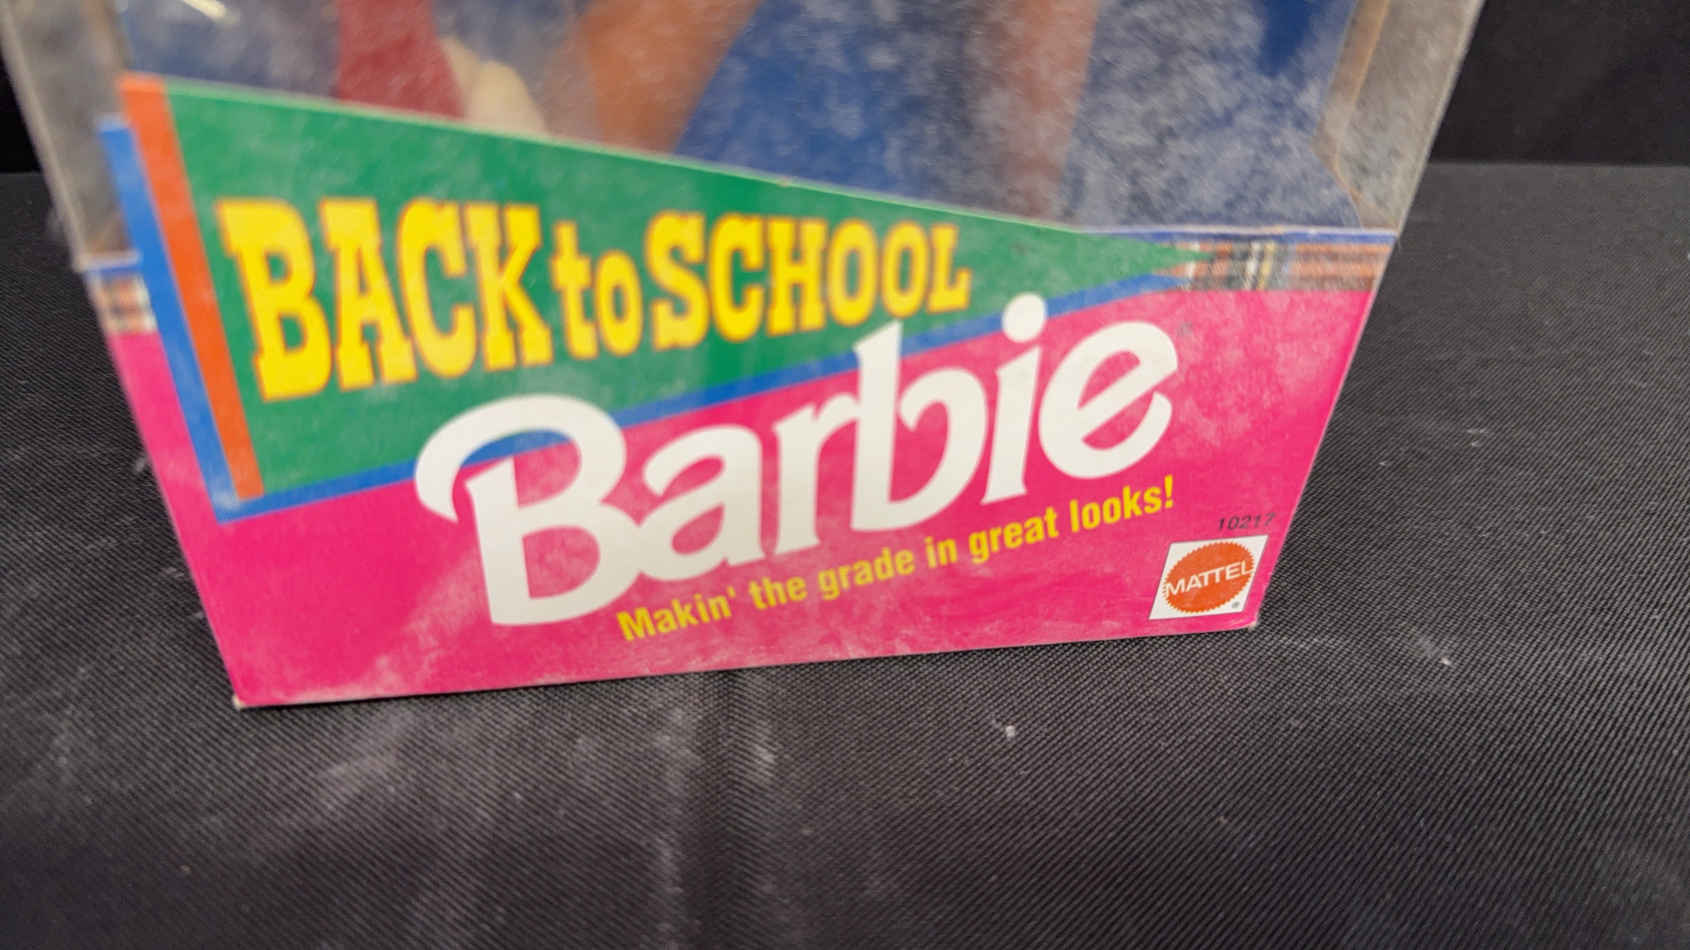 BACK to SCHOOL
Barbie
Makin' the grade in great looks!
10217
MATTEL
®